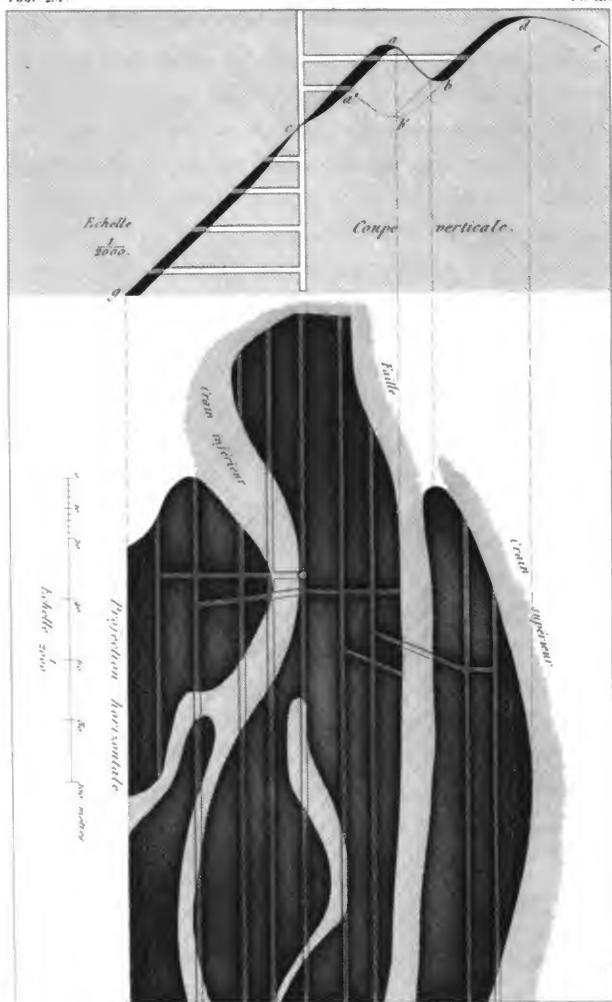 a
d
e
a'
b
b'
c
Echelle
1/2000.
Coupe verticale.
g
Crain inférieur
Faille
Crain supérieur
Projection horizontale
Echelle 1/2000
100 mètres